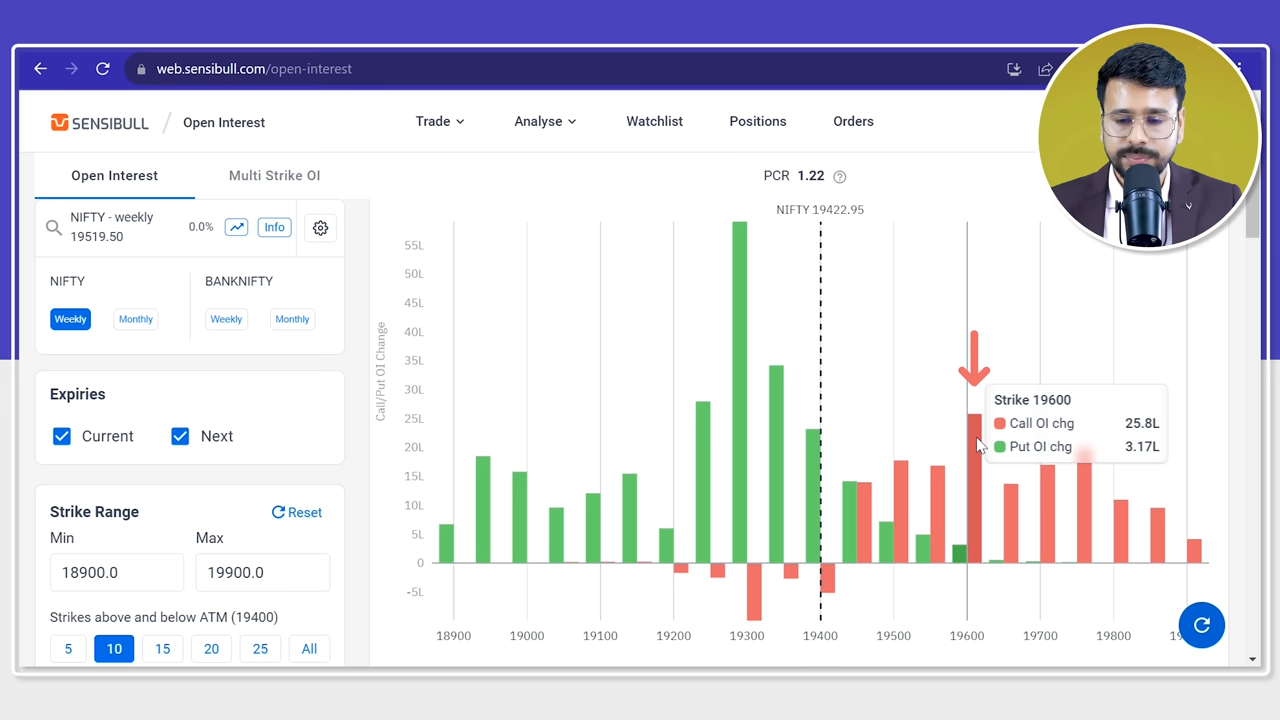 web.sensibull.com/open-interest
SENSIBULL / Open Interest
Trade Analyse Watchlist Positions Orders
Open Interest Multi Strike OI
PCR 1.22 ?
NIFTY - weekly
19519.50
0.0% Info
NIFTY BANKNIFTY
Weekly Monthly Weekly Monthly
Expiries
Current Next
Strike Range Reset
Min Max
18900.0 19900.0
Strikes above and below ATM (19400)
5 10 15 20 25 All
NIFTY 19422.95
Call/Put OI Change
55L
50L
45L
40L
35L
30L
25L
20L
15L
10L
5L
0
-5L
Strike 19600
Call OI chg 25.8L
Put OI chg 3.17L
18900 19000 19100 19200 19300 19400 19500 19600 19700 19800